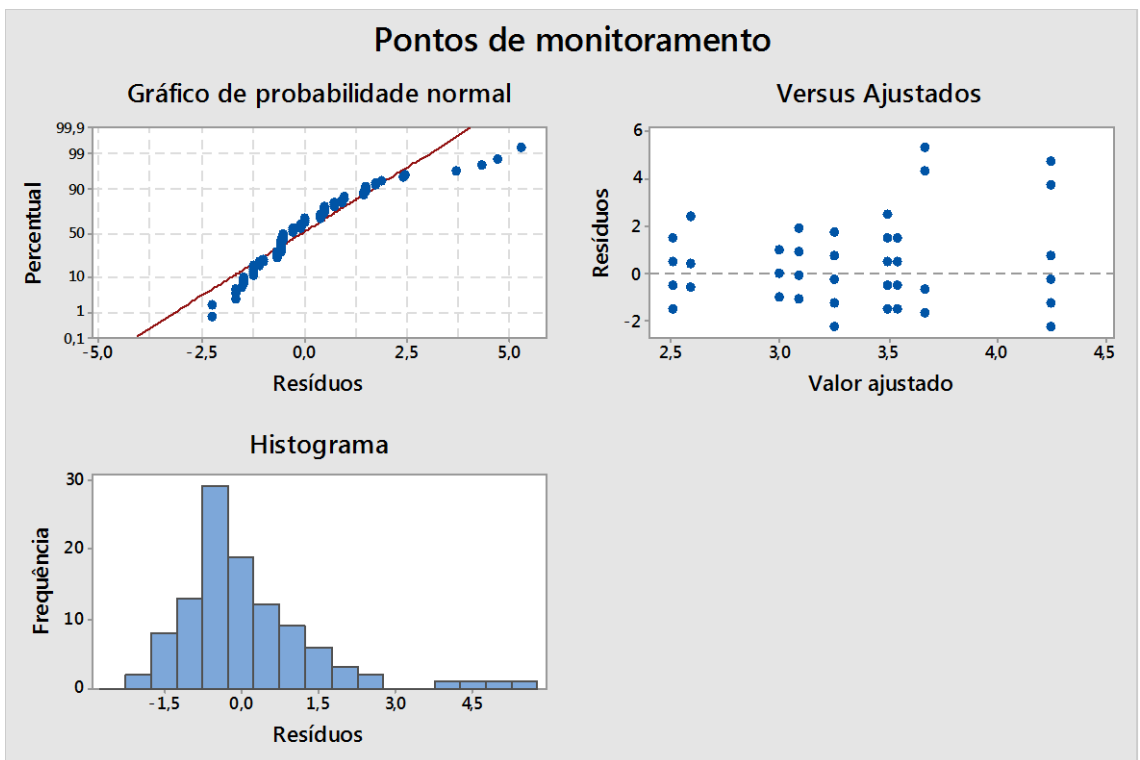 Pontos de monitoramento
Gráfico de probabilidade normal
99,9
99
90
50
10
1
0,1
Percentual
-5,0 -2,5 0,0 2,5 5,0
Resíduos
Versus Ajustados
6
4
2
0
-2
Resíduos
2,5 3,0 3,5 4,0 4,5
Valor ajustado
Histograma
30
20
10
0
Frequência
-1,5 0,0 1,5 3,0 4,5
Resíduos